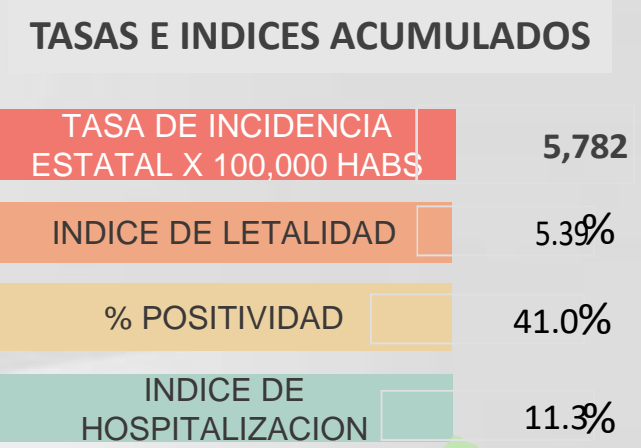 TASAS E INDICES ACUMULADOS
TASA DE INCIDENCIA
ESTATAL X 100,000 HABS
5,782
INDICE DE LETALIDAD
5.39%
% POSITIVIDAD
41.0%
INDICE DE
HOSPITALIZACION
11.3%